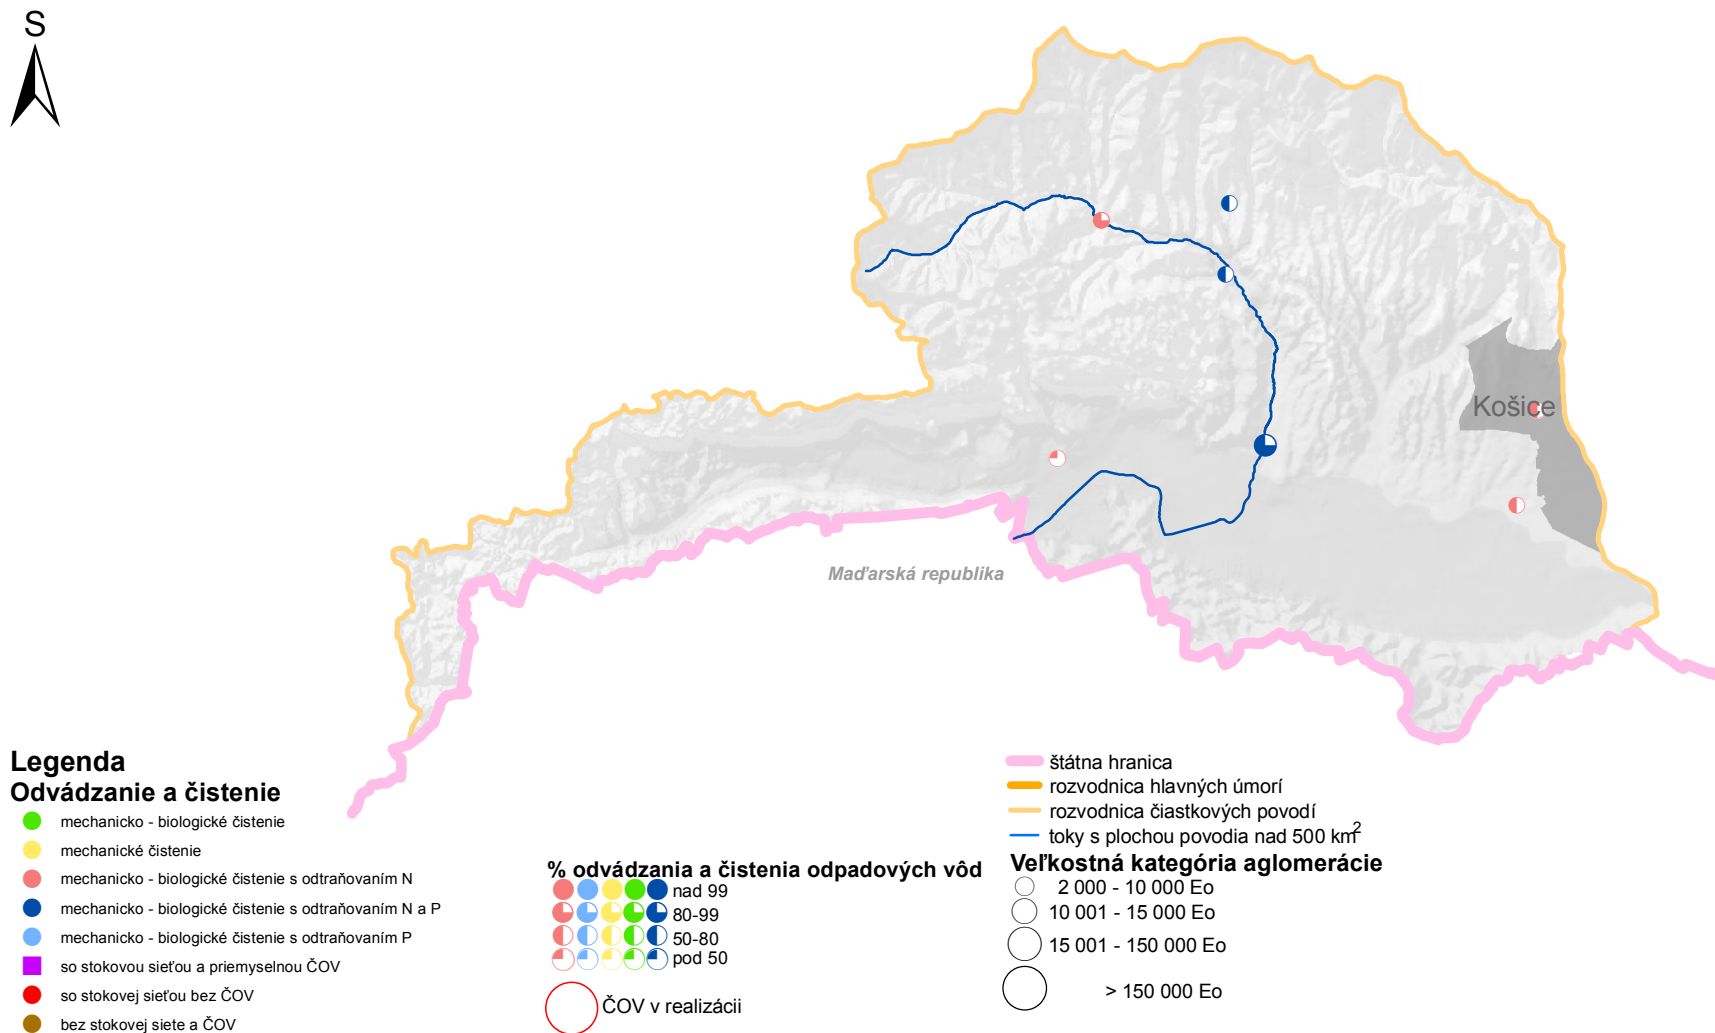 S
Košice
Maďarská republika
Legenda
Odvádzanie a čistenie
mechanicko - biologické čistenie
mechanické čistenie
mechanicko - biologické čistenie s odtraňovaním N
mechanicko - biologické čistenie s odtraňovaním N a P
mechanicko - biologické čistenie s odtraňovaním P
so stokovou sieťou a priemyselnou ČOV
so stokovej sieťou bez ČOV
bez stokovej siete a ČOV
% odvádzania a čistenia odpadových vôd
nad 99
80-99
50-80
pod 50
ČOV v realizácii
štátna hranica
rozvodnica hlavných úmorí
rozvodnica čiastkových povodí
toky s plochou povodia nad 500 km²
Veľkostná kategória aglomerácie
2 000 - 10 000 Eo
10 001 - 15 000 Eo
15 001 - 150 000 Eo
> 150 000 Eo